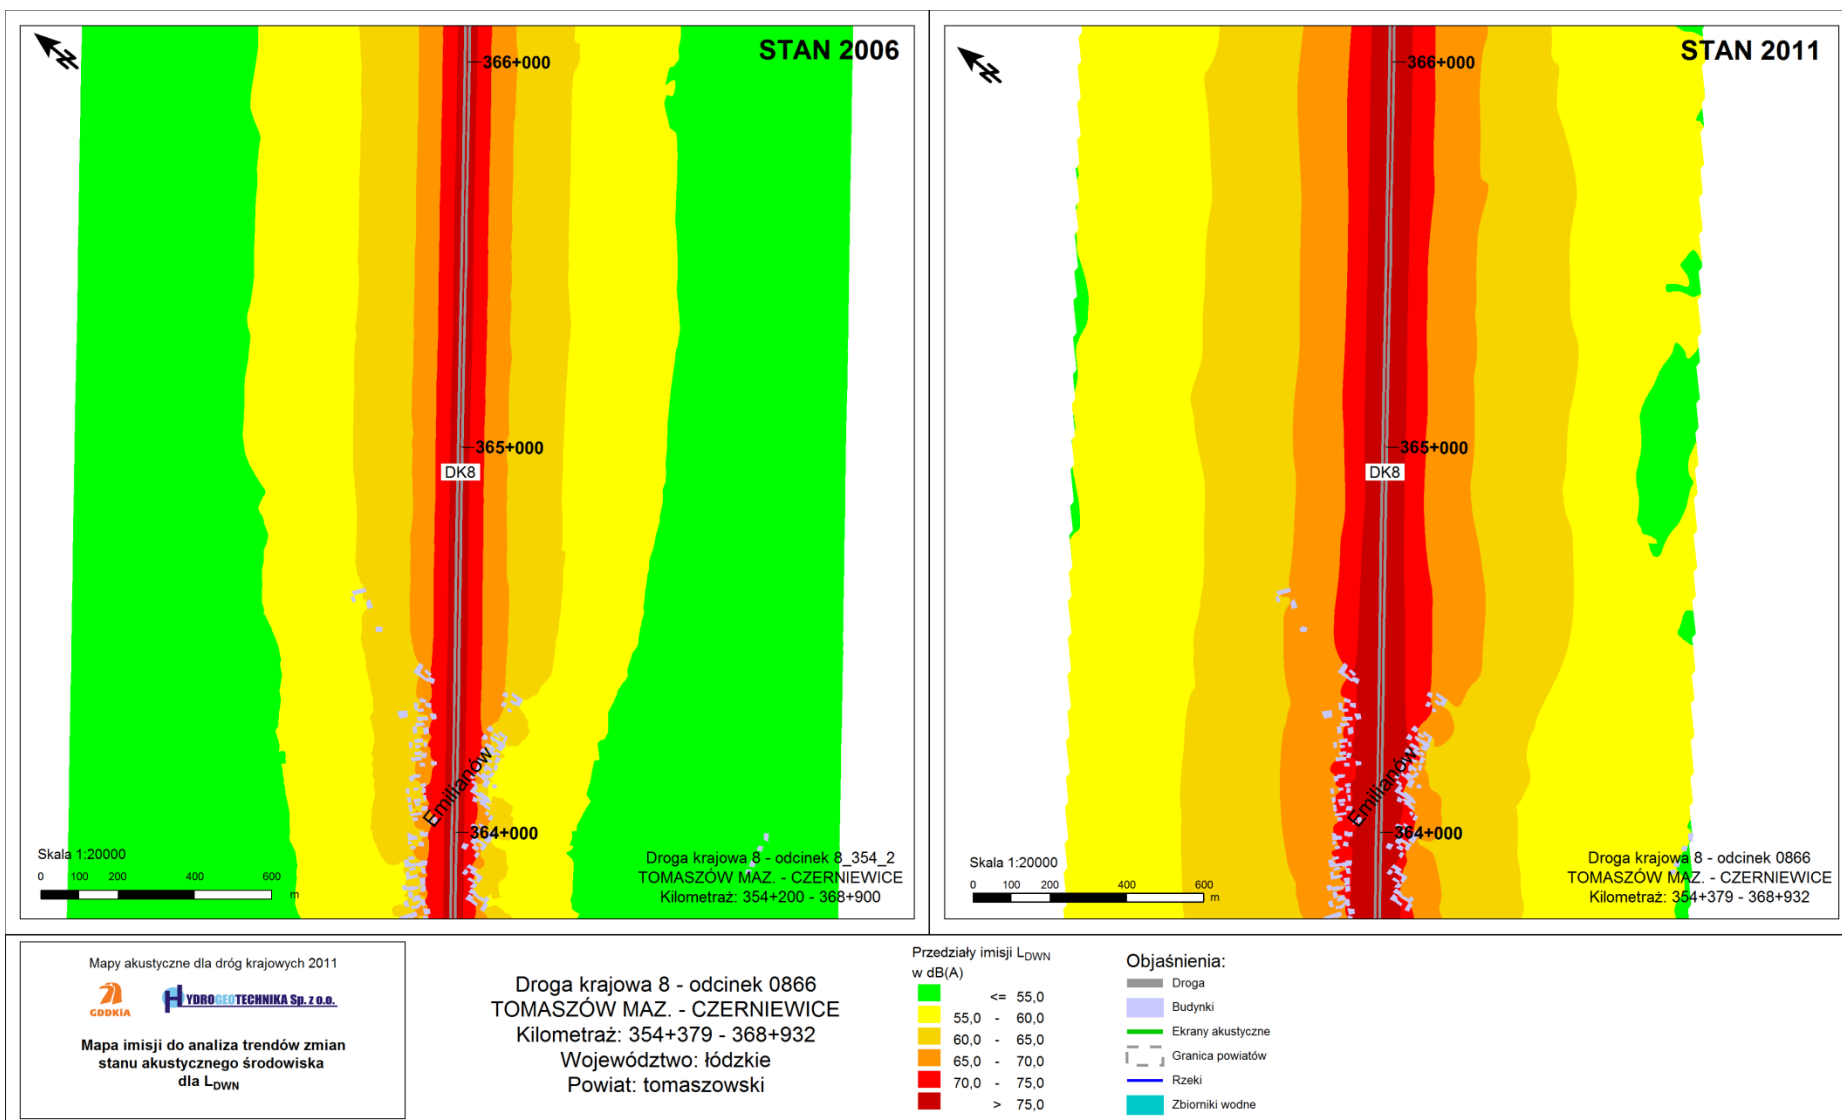 STAN 2006
N
366+000
365+000
DK8
Emilianów
364+000
Skala 1:20000
0 100 200 400 600
m
Droga krajowa 8 - odcinek 8_354_2
TOMASZÓW MAZ. - CZERNIEWICE
Kilometraż: 354+200 - 368+900
STAN 2011
N
366+000
365+000
DK8
Emilianów
364+000
Skala 1:20000
0 100 200 400 600
m
Droga krajowa 8 - odcinek 0866
TOMASZÓW MAZ. - CZERNIEWICE
Kilometraż: 354+379 - 368+932
Mapy akustyczne dla dróg krajowych 2011
GDDKiA
HYDROGEOTECHNIKA Sp. z o.o.
Mapa imisji do analiza trendów zmian
stanu akustycznego środowiska
dla LDWN
Droga krajowa 8 - odcinek 0866
TOMASZÓW MAZ. - CZERNIEWICE
Kilometraż: 354+379 - 368+932
Województwo: łódzkie
Powiat: tomaszowski
Przedziały imisji LDWN
w dB(A)
<= 55,0
55,0 - 60,0
60,0 - 65,0
65,0 - 70,0
70,0 - 75,0
> 75,0
Objaśnienia:
Droga
Budynki
Ekrany akustyczne
Granica powiatów
Rzeki
Zbiorniki wodne